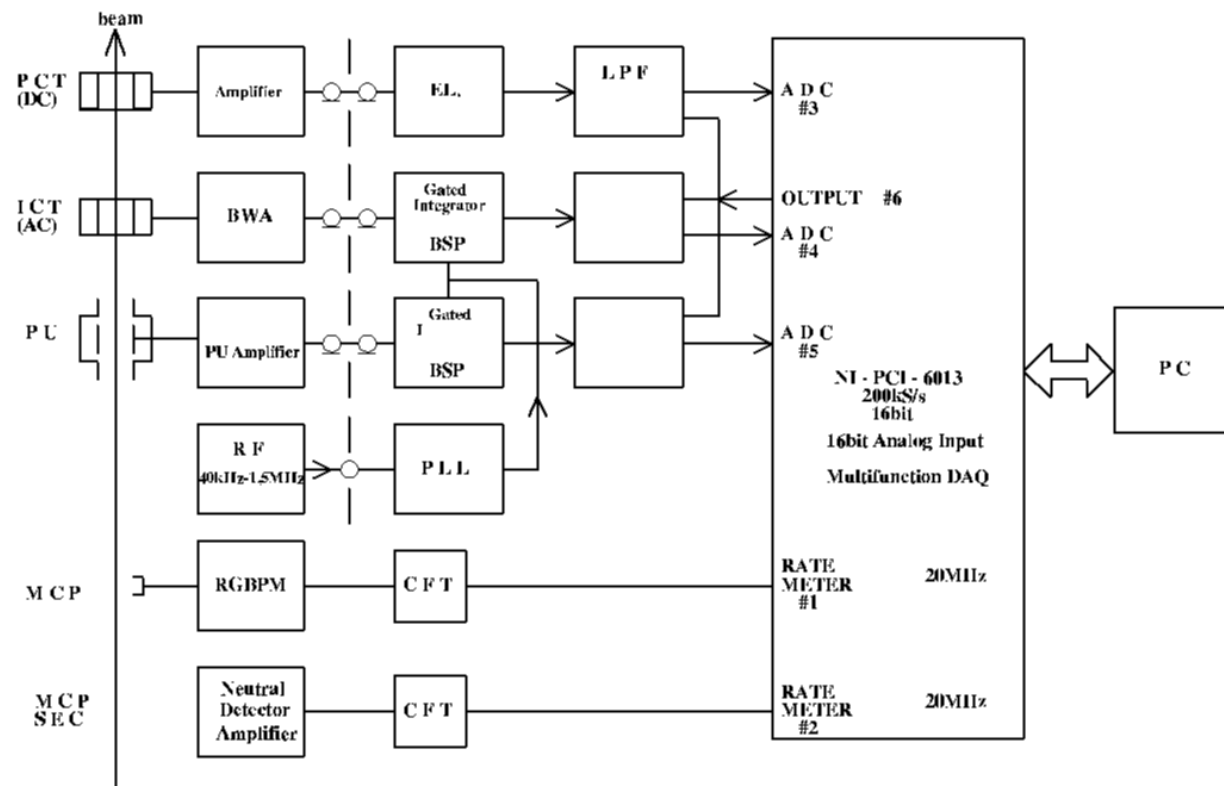 beam
P C T
(DC)
Amplifier
EL.
L P F
A D C
#3
I C T
(AC)
BWA
Gated
Integrator
BSP
OUTPUT #6
A D C
#4
P U
PU Amplifier
Gated
I
BSP
A D C
#5
NI - PCI - 6013
200kS/s
16bit
16bit Analog Input
Multifunction DAQ
P C
R F
40kHz-1,5MHz
P L L
M C P
RGBPM
C F T
RATE
METER
#1
20MHz
M C P
S E C
Neutral
Detector
Amplifier
C F T
RATE
METER
#2
20MHz